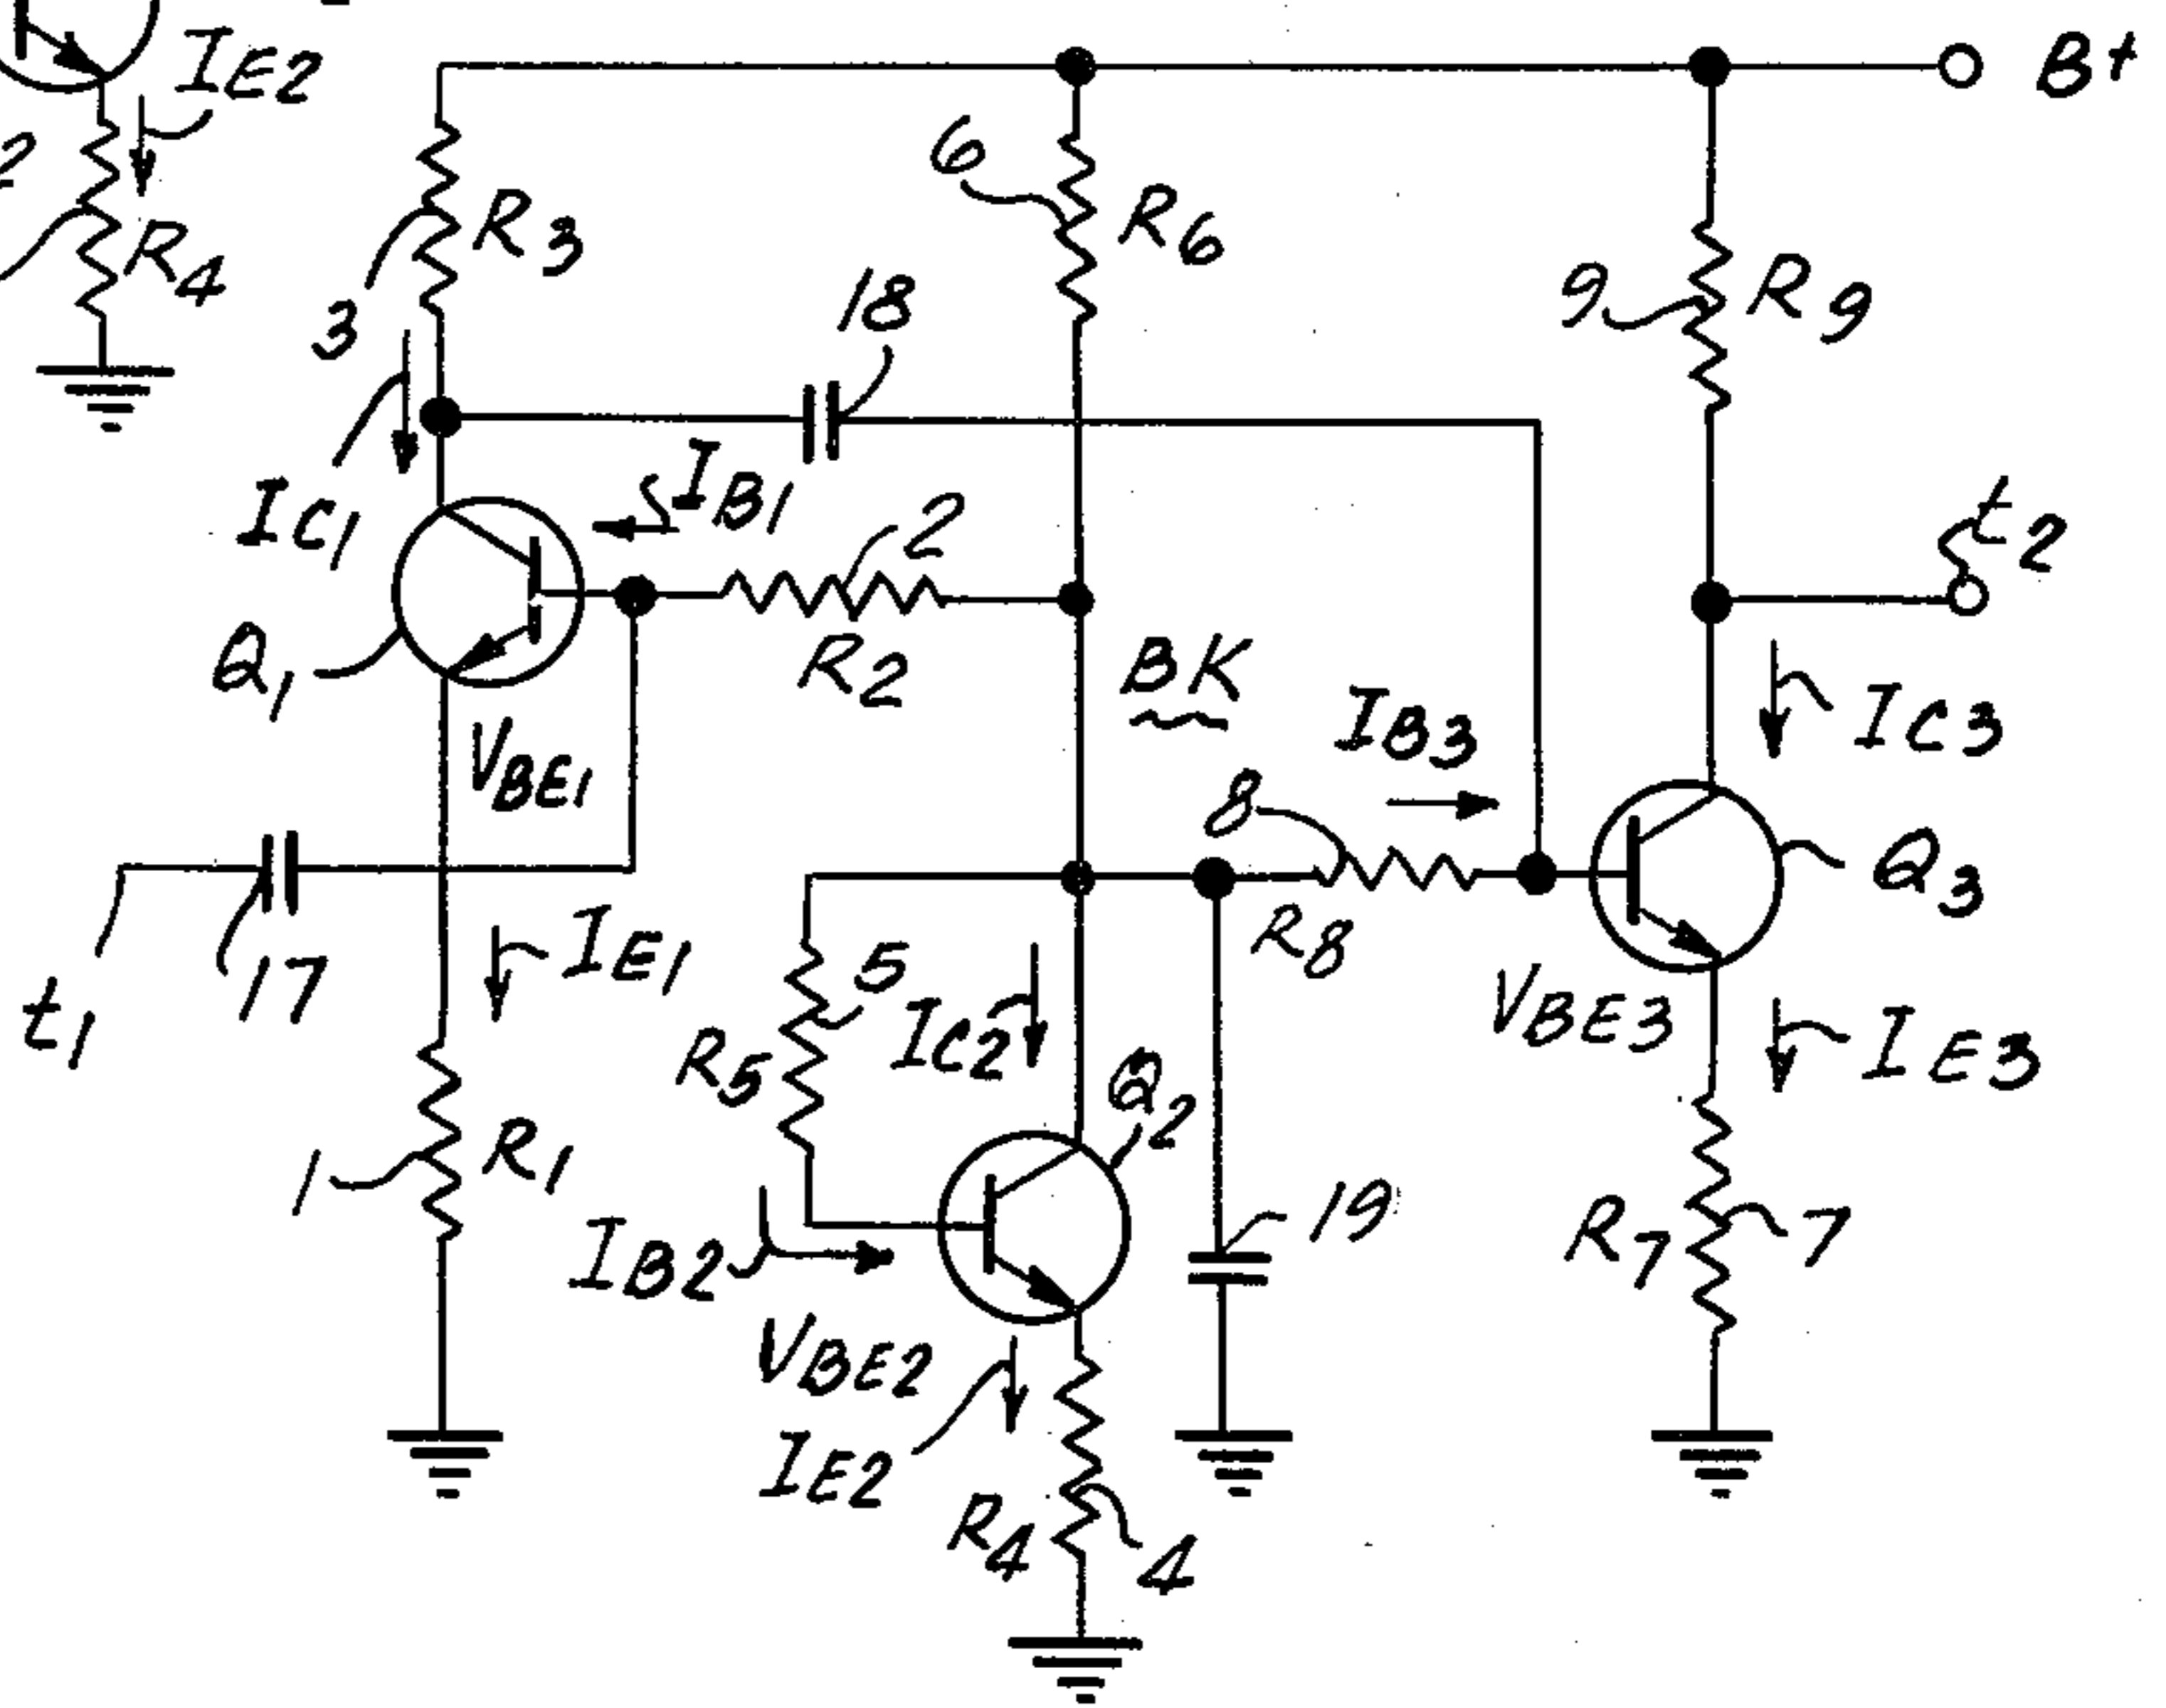 IE2
B+
2
R4
3
R3
6
R6
18
9
R9
IC1
IB1
2
t2
Q1
R2
BK
IB3
IC3
VBE1
8
Q3
17
IE1
R8
t1
5
IC2
VBE3
IE3
R5
Q2
1
R1
IB2
19
R7
7
VBE2
IE2
R4
4